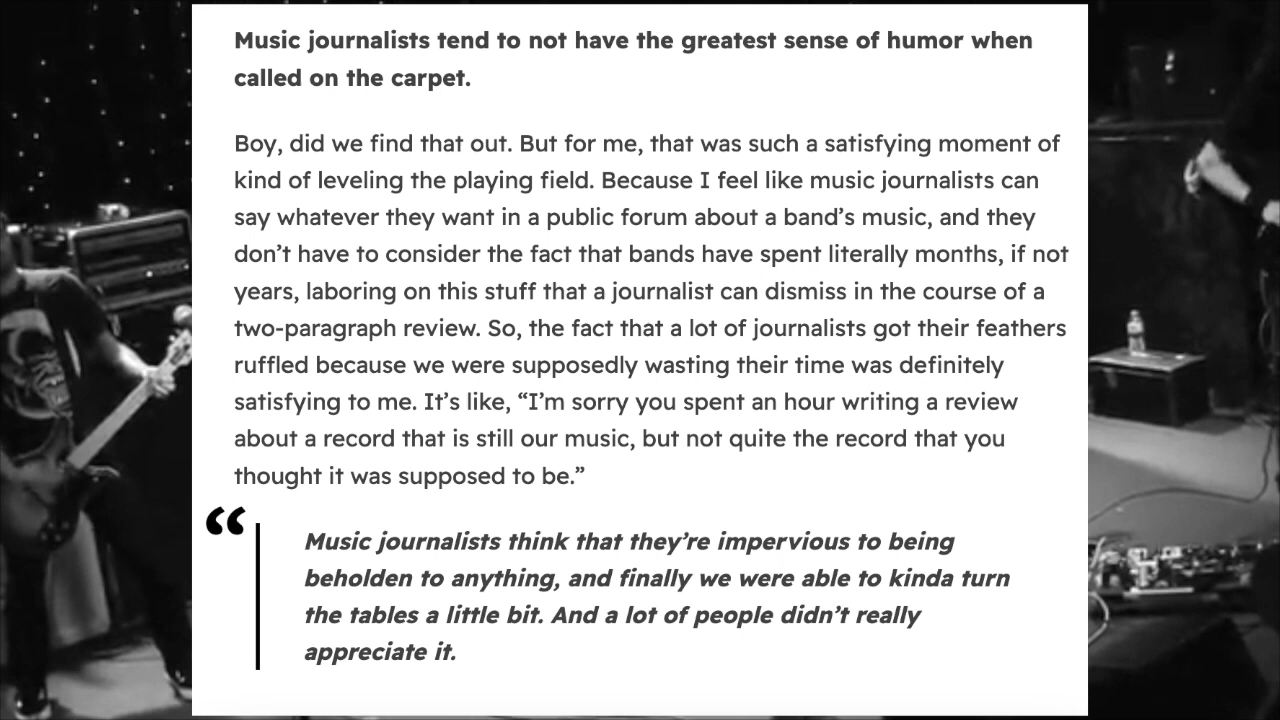 Music journalists tend to not have the greatest sense of humor when
called on the carpet.
Boy, did we find that out. But for me, that was such a satisfying moment of
kind of leveling the playing field. Because I feel like music journalists can
say whatever they want in a public forum about a band’s music, and they
don’t have to consider the fact that bands have spent literally months, if not
years, laboring on this stuff that a journalist can dismiss in the course of a
two-paragraph review. So, the fact that a lot of journalists got their feathers
ruffled because we were supposedly wasting their time was definitely
satisfying to me. It’s like, “I’m sorry you spent an hour writing a review
about a record that is still our music, but not quite the record that you
thought it was supposed to be.”
“
Music journalists think that they’re impervious to being
beholden to anything, and finally we were able to kinda turn
the tables a little bit. And a lot of people didn’t really
appreciate it.